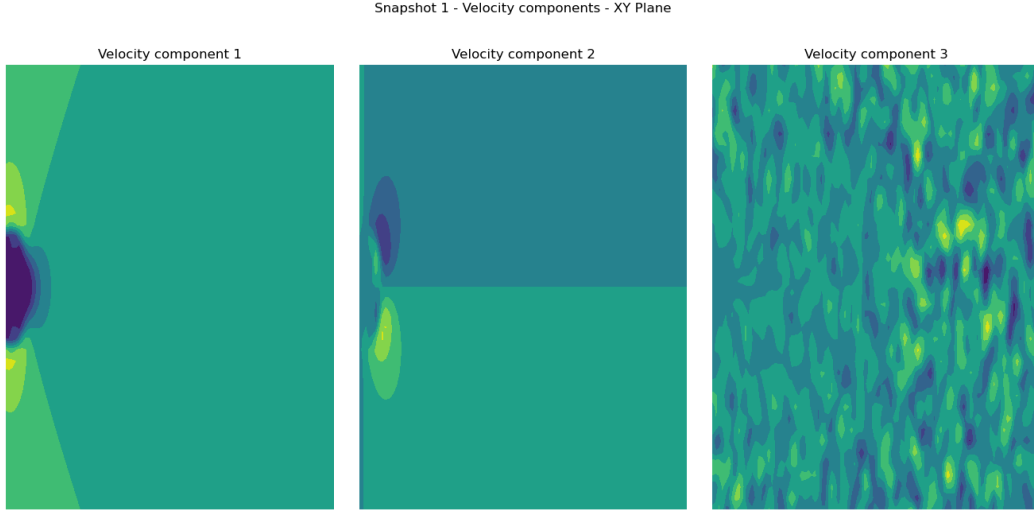 Snapshot 1 - Velocity components - XY Plane
Velocity component 1
Velocity component 2
Velocity component 3